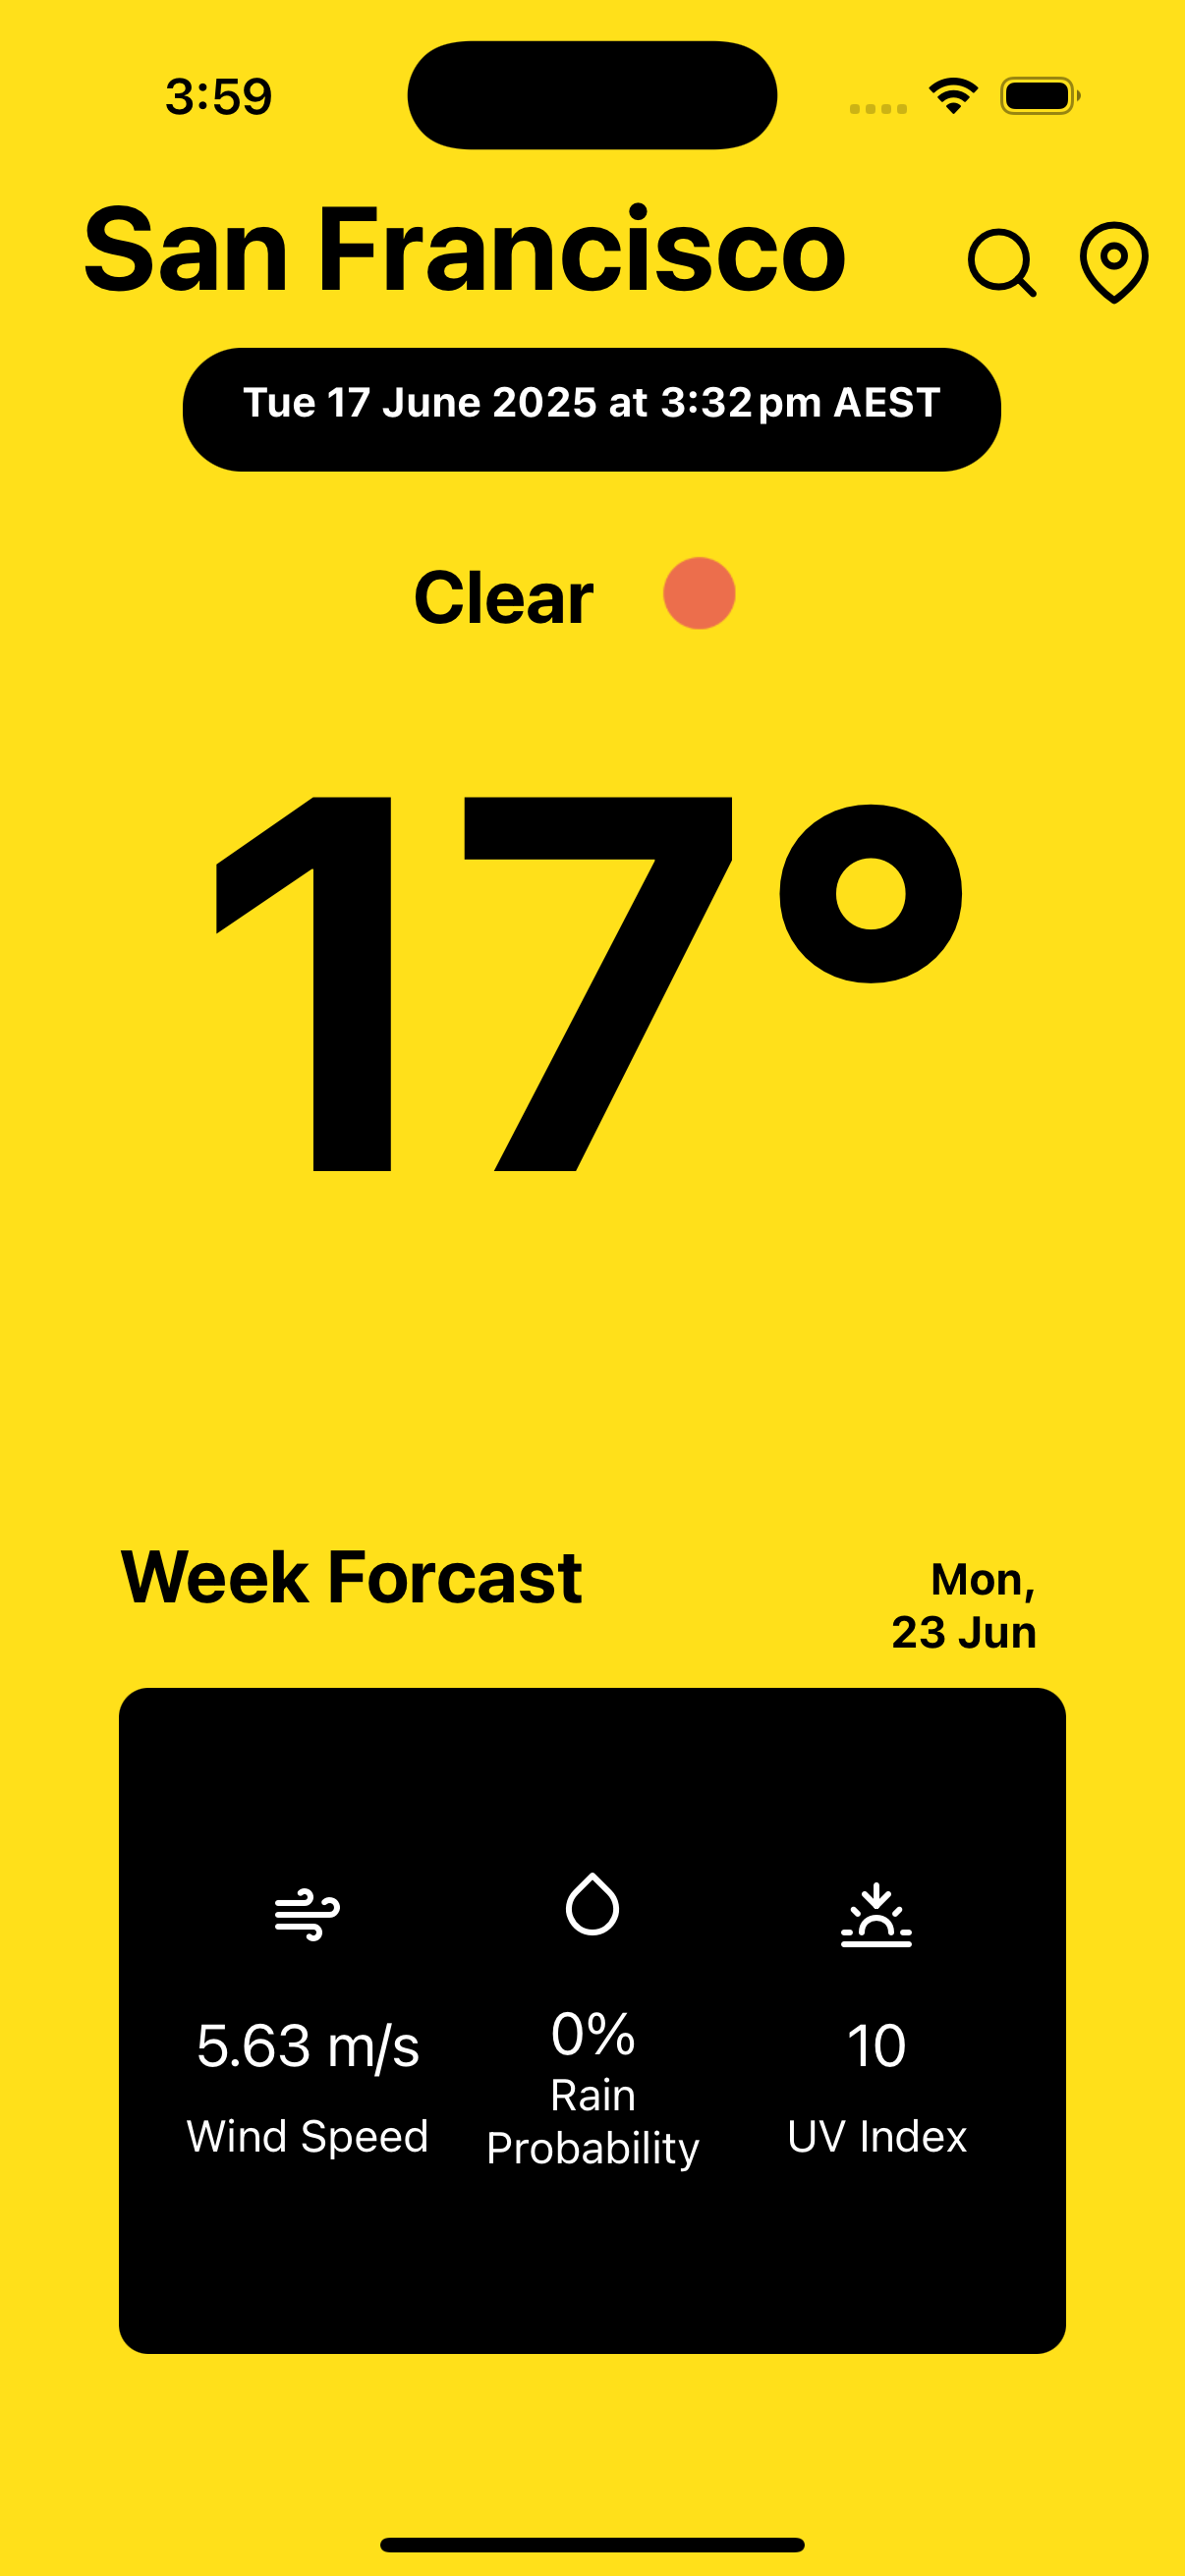 3:59
San Francisco
Tue 17 June 2025 at 3:32 pm AEST
Clear
17°
Week Forcast
Mon,
23 Jun
5.63 m/s
0%
10
Wind Speed
Rain
Probability
UV Index